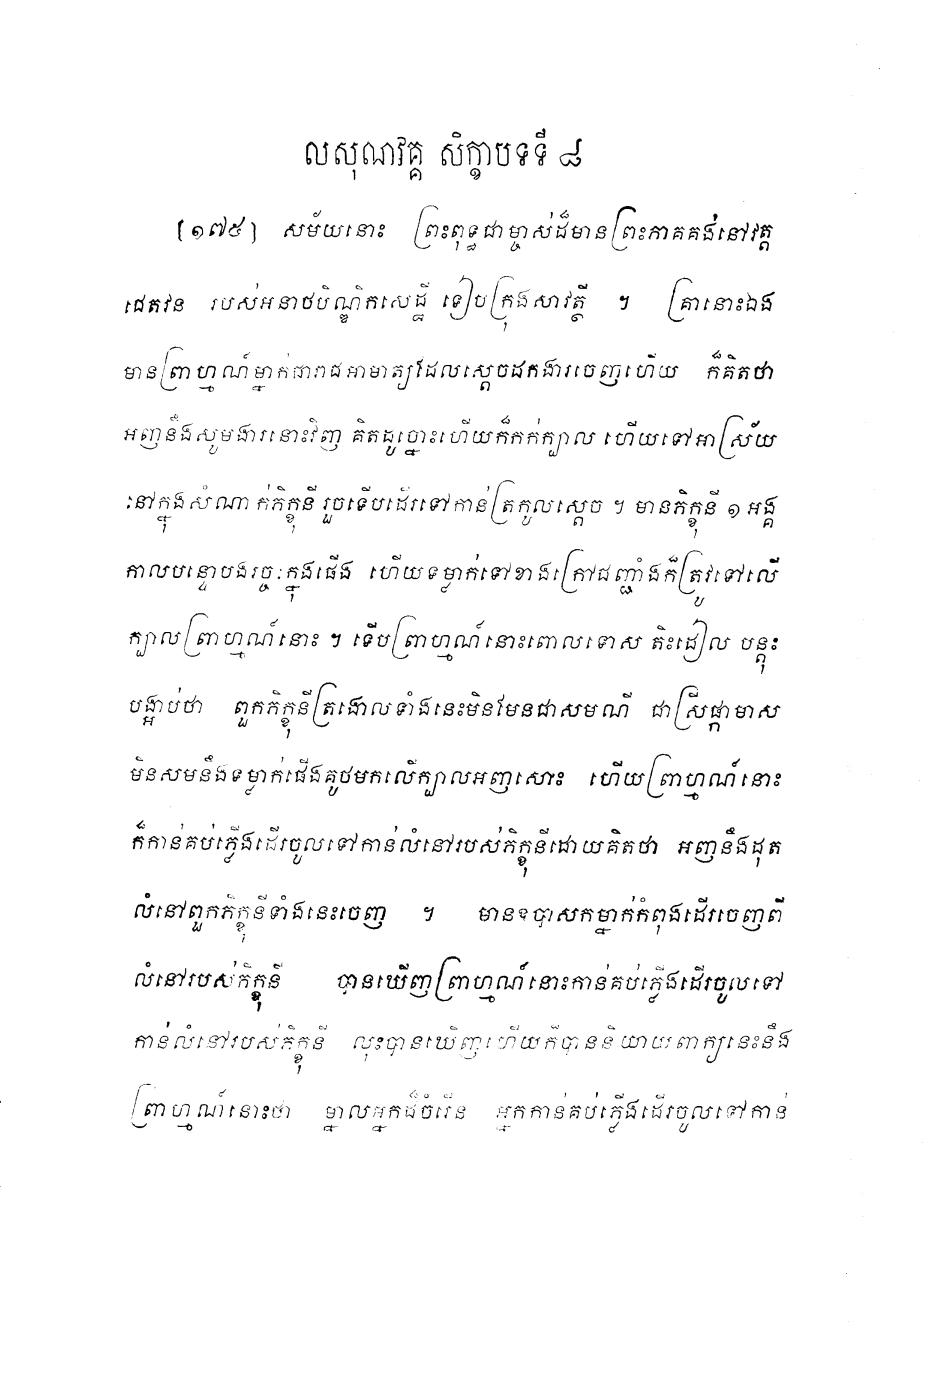 លសុណវគ្គ សិក្ខាបទទី ៨
[១៧៥] សម័យនោះ ព្រះពុទ្ធជាម្ចាស់ដ៏មានព្រះភាគគង់នៅវត្ត
ជេតវន របស់អនាថបិណ្ឌិកសេដ្ឋី ទៀបក្រុងសាវត្ថី ។ គ្រានោះឯង
មានព្រាហ្មណ៍ម្នាក់ជារាជអាមាត្យដែលស្តេចដកងារចេញហើយ ក៏គិតថា
អញនឹងសូមងារនោះវិញ គិតដូច្នោះហើយក៏កក់ក្បាល ហើយទៅអាស្រ័យ
នៅក្នុងសំណាក់ភិក្ខុនី រួចទើបដើរទៅកាន់ត្រកូលស្តេច ។ មានភិក្ខុនី ១ អង្គ
កាលបន្ទោបងវច្ចៈក្នុងផើង ហើយទម្លាក់ទៅខាងក្រៅជញ្ជាំងក៏ត្រូវទៅលើ
ក្បាលព្រាហ្មណ៍នោះ ។ ទើបព្រាហ្មណ៍នោះពោលទោស តិះដៀល បន្តុះ
បង្អាប់ថា ពួកភិក្ខុនីត្រងោលទាំងនេះមិនមែនជាសមណី ជាស្រីផ្កាមាស
មិនសមនឹងទម្លាក់ផើងគូថមកលើក្បាលអញសោះ ហើយព្រាហ្មណ៍នោះ
ក៏កាន់គប់ភ្លើងដើរចូលទៅកាន់លំនៅរបស់ភិក្ខុនីដោយគិតថា អញនឹងដុត
លំនៅពួកភិក្ខុនីទាំងនេះចេញ ។ មានឧបាសកម្នាក់កំពុងដើរចេញពី
លំនៅរបស់ភិក្ខុនី បានឃើញព្រាហ្មណ៍នោះកាន់គប់ភ្លើងដើរចូលទៅ
កាន់លំនៅរបស់ភិក្ខុនី លុះបានឃើញហើយក៏បាននិយាយពាក្យនេះនឹង
ព្រាហ្មណ៍នោះថា ម្នាលអ្នកដ៏ចំរើន អ្នកកាន់គប់ភ្លើងដើរចូលទៅកាន់